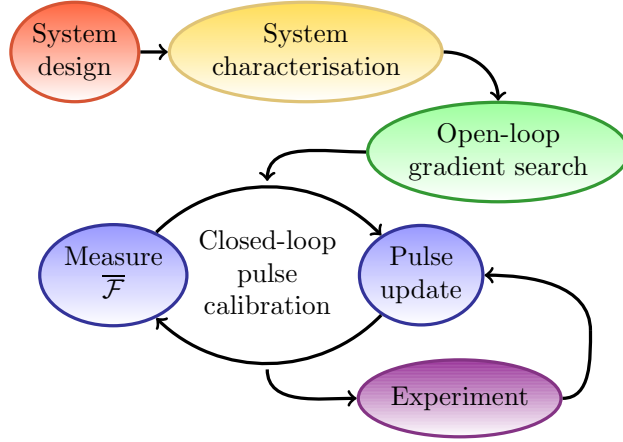 System
design
System
characterisation
Open-loop
gradient search
Measure
$\overline{\mathcal{F}}$
Closed-loop
pulse
calibration
Pulse
update
Experiment